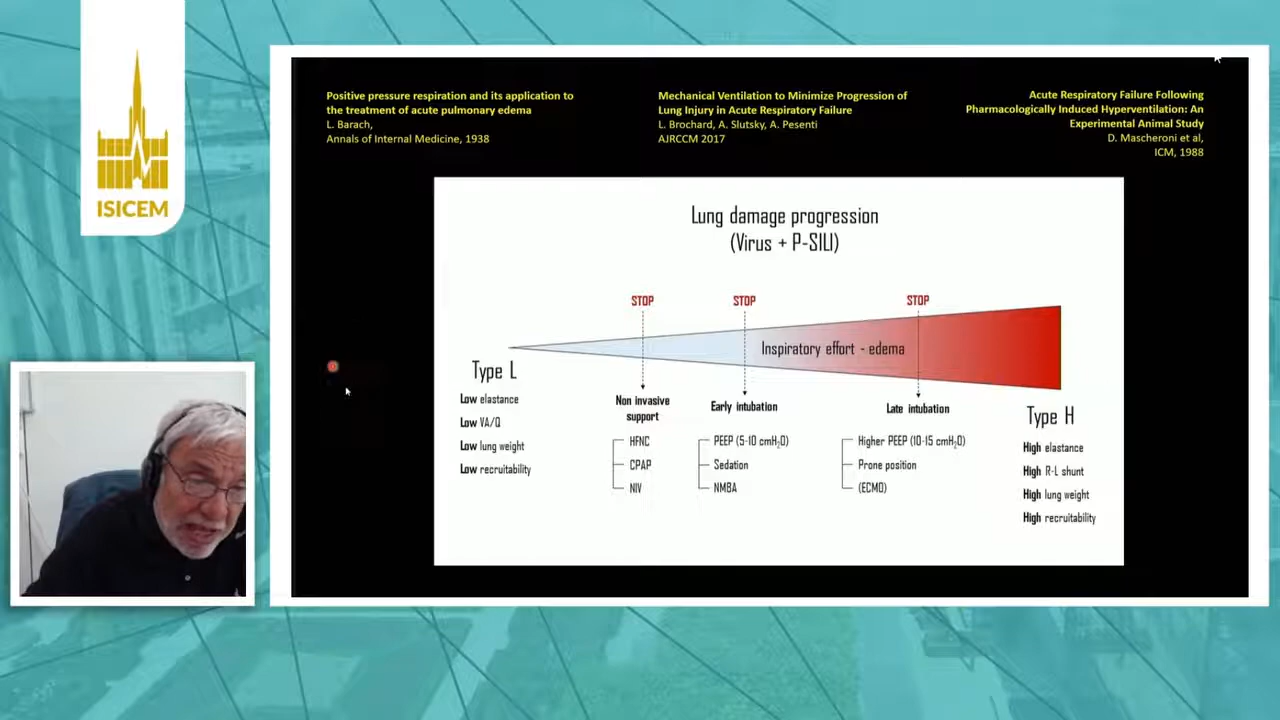 ISICEM
Positive pressure respiration and its application to
the treatment of acute pulmonary edema
L. Barach,
Annals of Internal Medicine, 1938
Mechanical Ventilation to Minimize Progression of
Lung Injury in Acute Respiratory Failure
L. Brochard, A. Slutsky, A. Pesenti
AJRCCM 2017
Acute Respiratory Failure Following
Pharmacologically Induced Hyperventilation: An
Experimental Animal Study
D. Mascheroni et al,
ICM, 1988
Lung damage progression
(Virus + P-SILI)
STOP
STOP
STOP
Inspiratory effort - edema
Type L
Low elastance
Low VA/Q
Low lung weight
Low recruitability
Non invasive
support
HFNC
CPAP
NIV
Early intubation
PEEP (5-10 cmH₂O)
Sedation
NMBA
Late intubation
Higher PEEP (10-15 cmH₂O)
Prone position
(ECMO)
Type H
High elastance
High R-L shunt
High lung weight
High recruitability